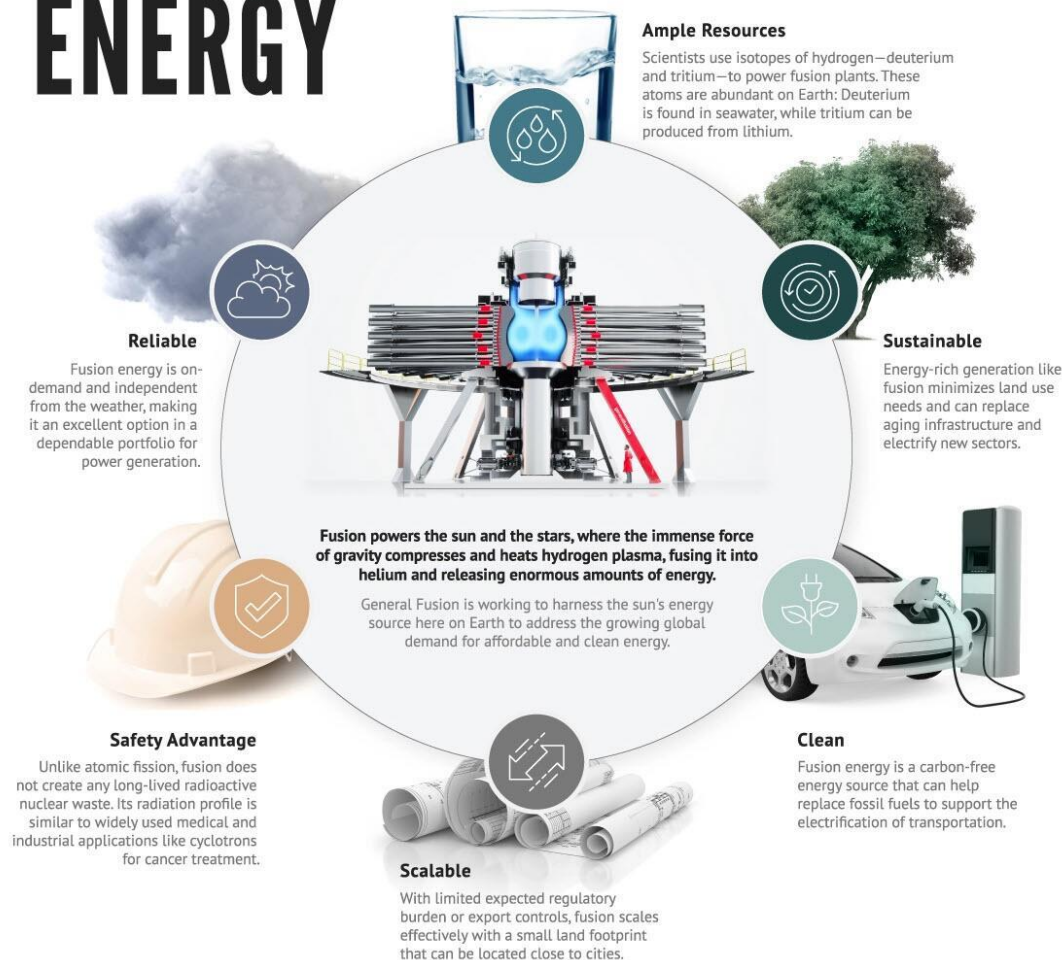 ENERGY
Ample Resources
Scientists use isotopes of hydrogen—deuterium
and tritium—to power fusion plants. These
atoms are abundant on Earth: Deuterium
is found in seawater, while tritium can be
produced from lithium.
Reliable
Fusion energy is on-
demand and independent
from the weather, making
it an excellent option in a
dependable portfolio for
power generation.
Sustainable
Energy-rich generation like
fusion minimizes land use
needs and can replace
aging infrastructure and
electrify new sectors.
Fusion powers the sun and the stars, where the immense force
of gravity compresses and heats hydrogen plasma, fusing it into
helium and releasing enormous amounts of energy.
General Fusion is working to harness the sun's energy
source here on Earth to address the growing global
demand for affordable and clean energy.
Safety Advantage
Unlike atomic fission, fusion does
not create any long-lived radioactive
nuclear waste. Its radiation profile is
similar to widely used medical and
industrial applications like cyclotrons
for cancer treatment.
Clean
Fusion energy is a carbon-free
energy source that can help
replace fossil fuels to support the
electrification of transportation.
Scalable
With limited expected regulatory
burden or export controls, fusion scales
effectively with a small land footprint
that can be located close to cities.